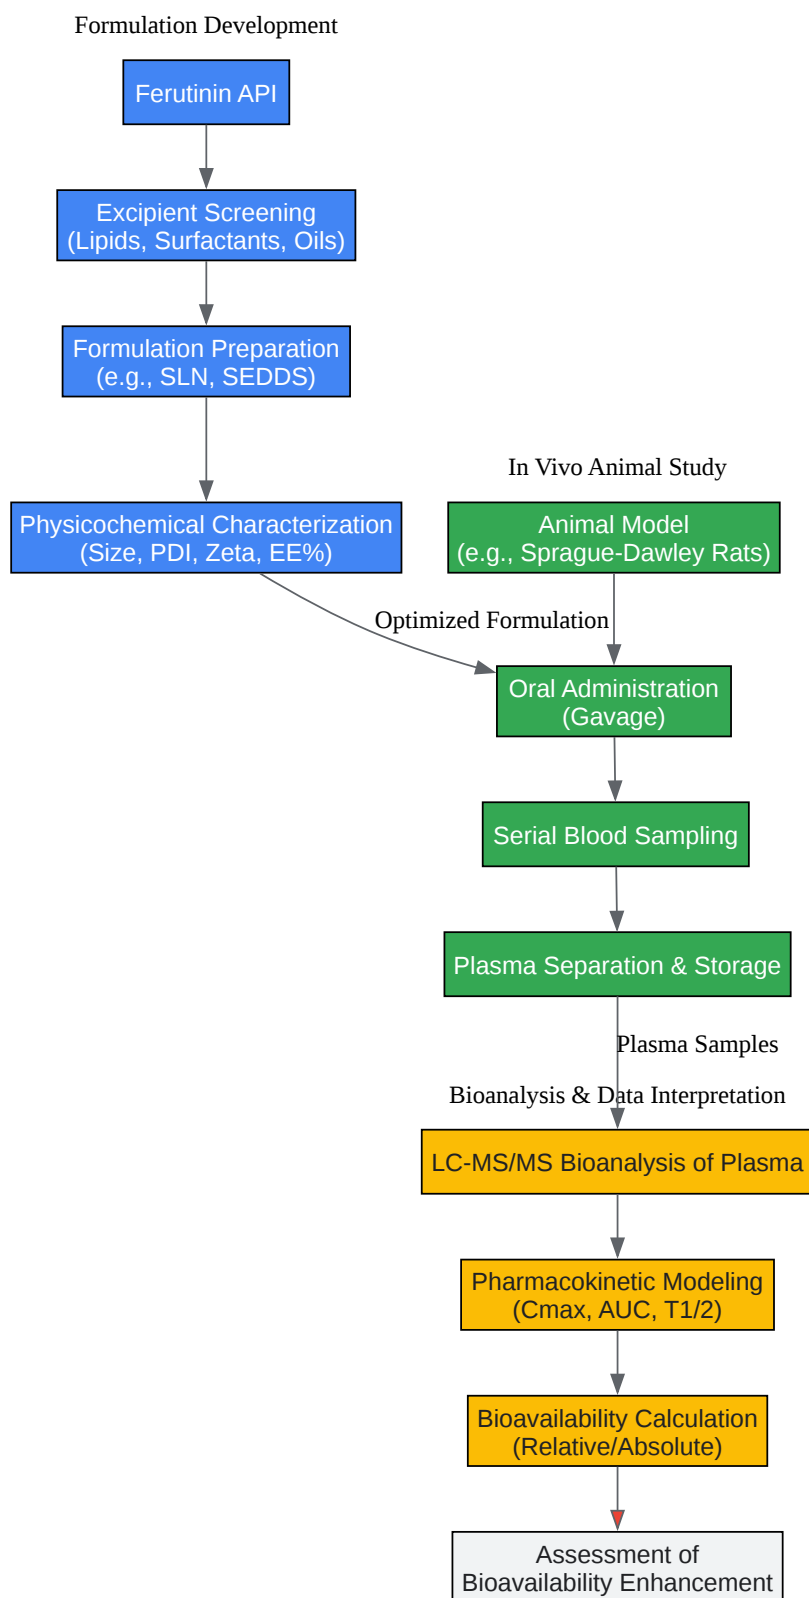 Formulation Development
Ferutinin API
Excipient Screening
(Lipids, Surfactants, Oils)
Formulation Preparation
(e.g., SLN, SEDDS)
Physicochemical Characterization
(Size, PDI, Zeta, EE%)
In Vivo Animal Study
Animal Model
(e.g., Sprague-Dawley Rats)
Optimized Formulation
Oral Administration
(Gavage)
Serial Blood Sampling
Plasma Separation & Storage
Plasma Samples
Bioanalysis & Data Interpretation
LC-MS/MS Bioanalysis of Plasma
Pharmacokinetic Modeling
(Cmax, AUC, T1/2)
Bioavailability Calculation
(Relative/Absolute)
Assessment of
Bioavailability Enhancement